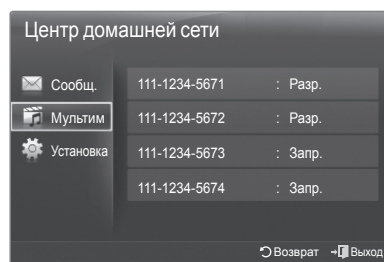 Центр домашней сети
Сообщ.
Мультим
Установка
111-1234-5671 : Разр.
111-1234-5672 : Разр.
111-1234-5673 : Запр.
111-1234-5674 : Запр.
Возврат Выход